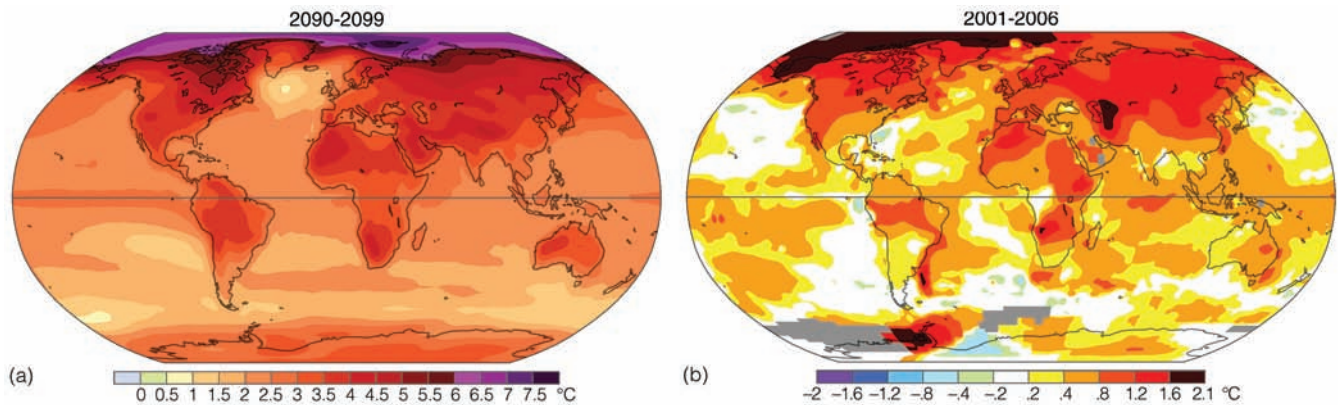 2090-2099
2001-2006
(a)
0 0.5 1 1.5 2 2.5 3 3.5 4 4.5 5 5.5 6 6.5 7 7.5 °C
(b)
–2 –1.6 –1.2 –.8 –.4 –.2 .2 .4 .8 1.2 1.6 2.1 °C